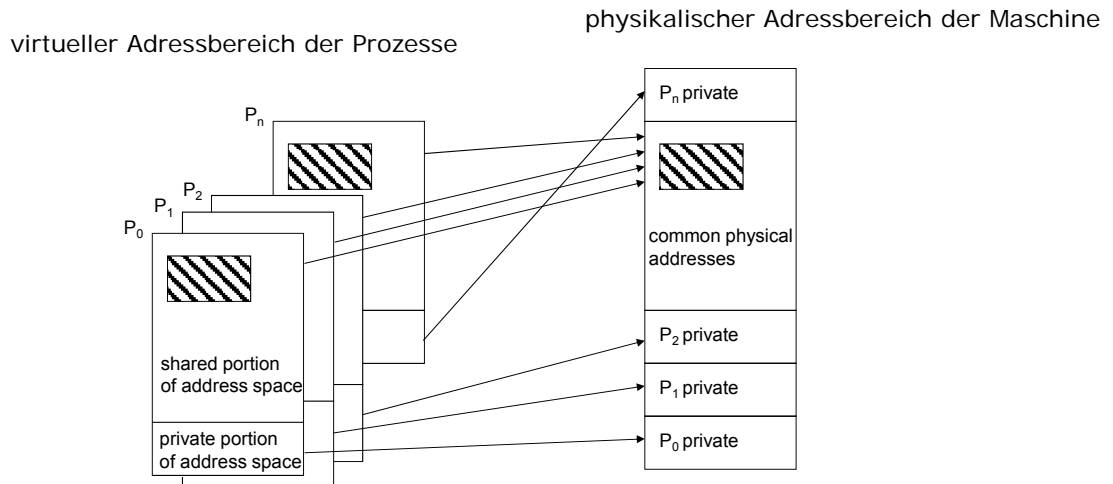 physikalischer Adressbereich der Maschine
virtueller Adressbereich der Prozesse
Pn
P2
P1
P0
shared portion
of address space
private portion
of address space
Pn private
common physical
addresses
P2 private
P1 private
P0 private